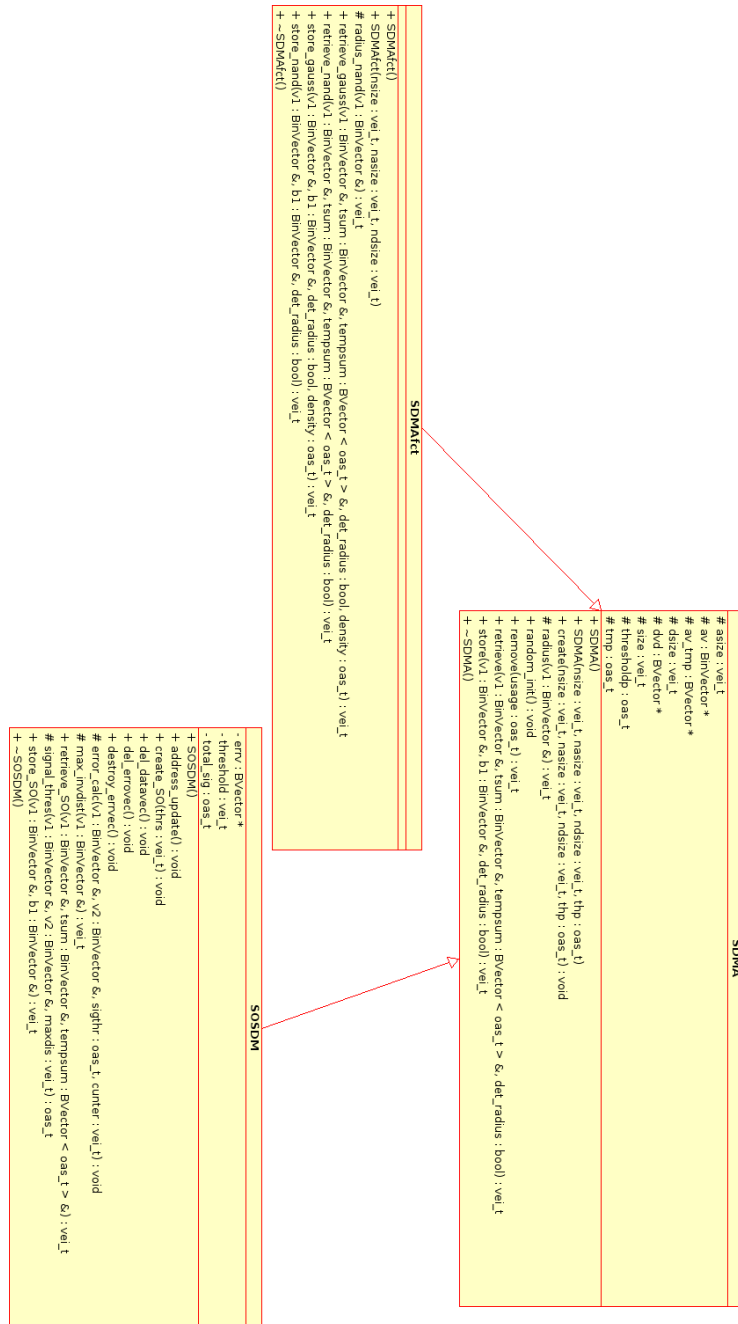 SDMA
# asize : vei_t
# av : BinVector *
# av_tmp : BVector *
# dsize : vei_t
# dvd : BVector *
# size : vei_t
# thresholdp : oas_t
# tmp : oas_t
+ SDMA()
+ SDMA(nsize : vei_t, nasize : vei_t, ndsize : vei_t, thp : oas_t)
+ create(nsize : vei_t, nasize : vei_t, ndsize : vei_t, thp : oas_t) : void
# radius(v1 : BinVector &) : vei_t
+ random_init() : void
+ remove(usage : oas_t) : vei_t
+ retrieve(v1 : BinVector &, tsum : BinVector &, tempsum : BVector < oas_t > &, det_radius : bool) : vei_t
+ store(v1 : BinVector &, b1 : BinVector &, det_radius : bool) : vei_t
+ ~SDMA()
SDMAfct
+ SDMAfct()
+ SDMAfct(nsize : vei_t, nasize : vei_t, ndsize : vei_t)
# radius_nand(v1 : BinVector &) : vei_t
+ retrieve_gauss(v1 : BinVector &, tsum : BinVector &, tempsum : BVector < oas_t > &, det_radius : bool, density : oas_t) : vei_t
+ retrieve_nand(v1 : BinVector &, tsum : BinVector &, tempsum : BVector < oas_t > &, det_radius : bool) : vei_t
+ store_gauss(v1 : BinVector &, b1 : BinVector &, det_radius : bool, density : oas_t) : vei_t
+ store_nand(v1 : BinVector &, b1 : BinVector &, det_radius : bool) : vei_t
+ ~SDMAfct()
SOSDM
- errv : BVector *
- threshold : vei_t
- total_sig : oas_t
+ SOSDM()
+ address_update() : void
+ create_SO(thrs : vei_t) : void
+ del_datavec() : void
+ del_errovec() : void
+ destroy_errvec() : void
# error_calc(v1 : BinVector &, v2 : BinVector &, sigthr : oas_t, cunter : vei_t) : void
# max_invdist(v1 : BinVector &) : vei_t
+ retrieve_SO(v1 : BinVector &, tsum : BinVector &, tempsum : BVector < oas_t > &) : vei_t
# signal_thres(v1 : BinVector &, v2 : BinVector &, maxdis : vei_t) : oas_t
+ store_SO(v1 : BinVector &, b1 : BinVector &) : vei_t
+ ~SOSDM()